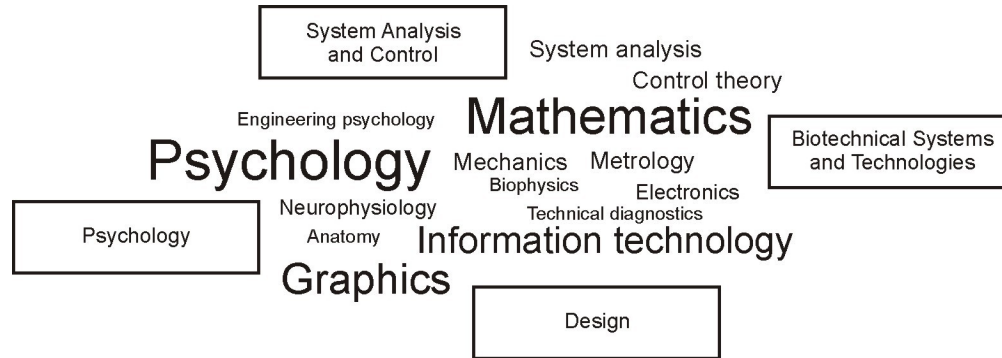 System Analysis
and Control
System analysis
Control theory
Mathematics
Engineering psychology
Psychology
Biotechnical Systems
and Technologies
Mechanics
Metrology
Biophysics
Electronics
Neurophysiology
Technical diagnostics
Psychology
Anatomy
Information technology
Graphics
Design